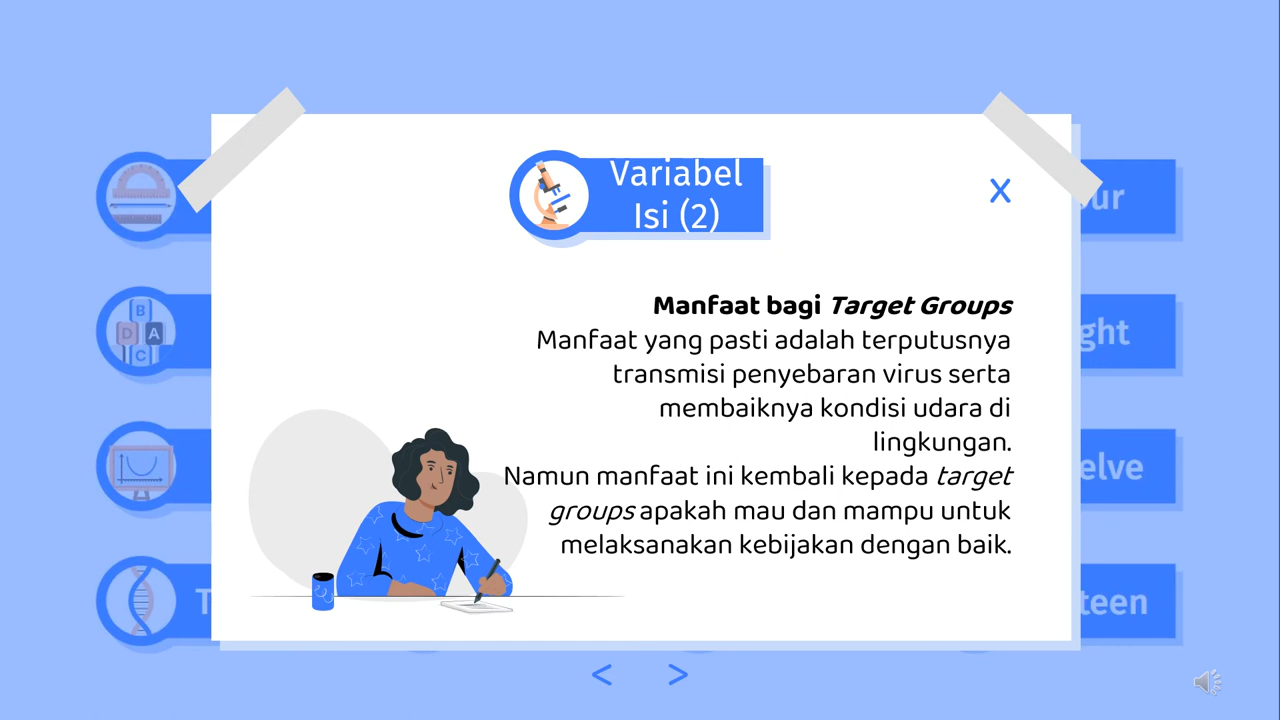 Variabel
Isi (2)
X
Manfaat bagi Target Groups
Manfaat yang pasti adalah terputusnya
transmisi penyebaran virus serta
membaiknya kondisi udara di
lingkungan.
Namun manfaat ini kembali kepada target
groups apakah mau dan mampu untuk
melaksanakan kebijakan dengan baik.
B
D A
C
< >